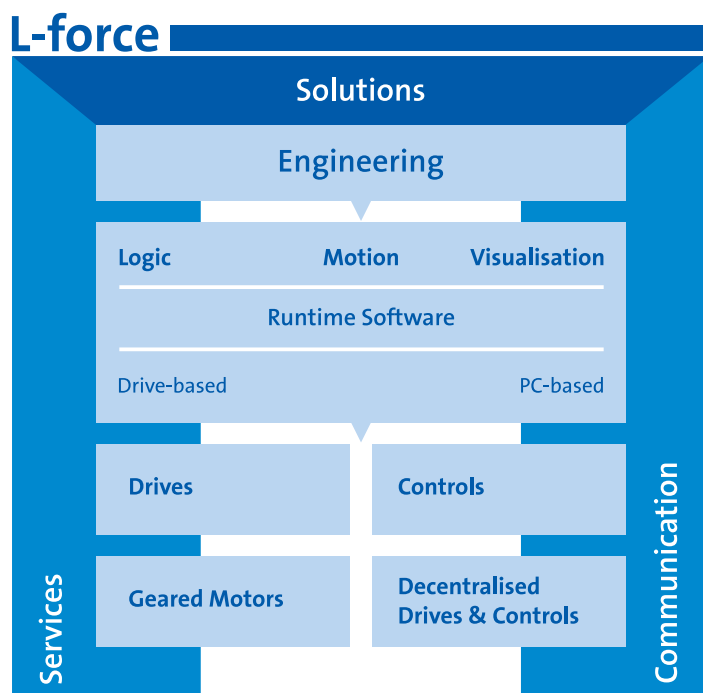 L-force
Solutions
Engineering
Logic Motion Visualisation
Runtime Software
Drive-based PC-based
Drives
Controls
Geared Motors
Decentralised
Drives & Controls
Services
Communication